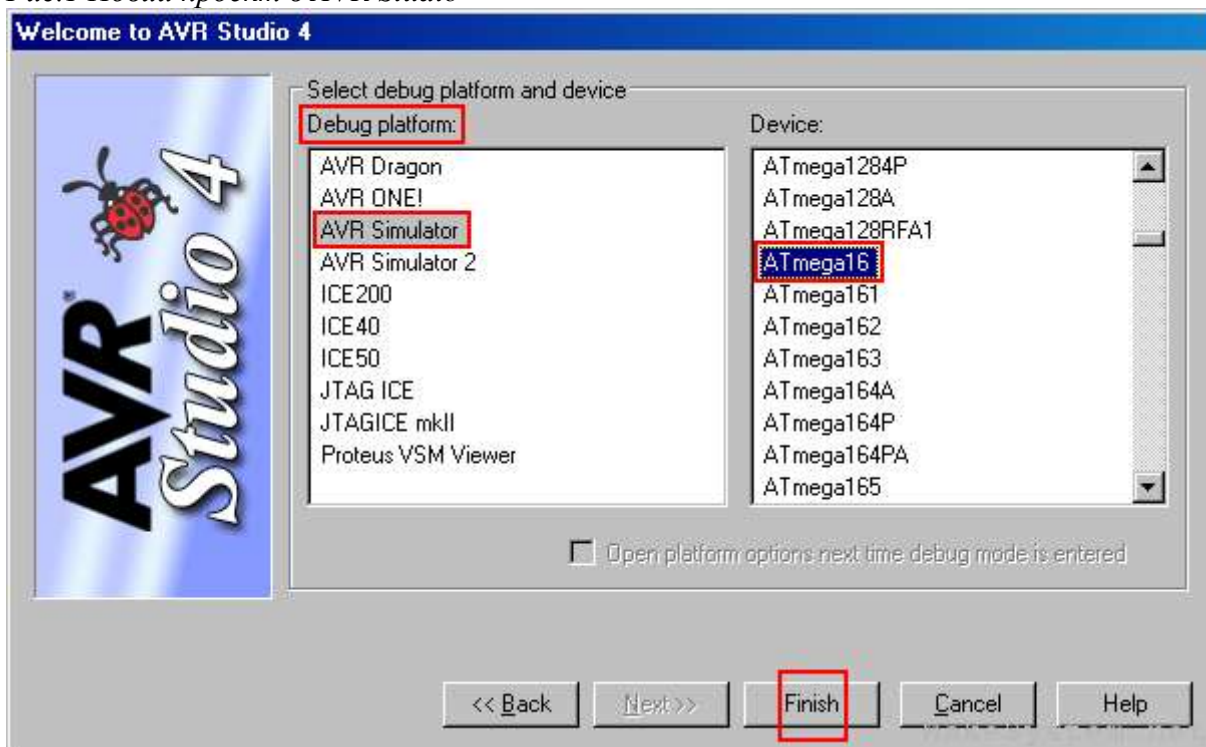 Welcome to AVR Studio 4
AVR Studio 4
Select debug platform and device
Debug platform:
Device:
AVR Dragon
AVR ONE!
AVR Simulator
AVR Simulator 2
ICE200
ICE40
ICE50
JTAG ICE
JTAGICE mkII
Proteus VSM Viewer
ATmega1284P
ATmega128A
ATmega128RFA1
ATmega16
ATmega161
ATmega162
ATmega163
ATmega164A
ATmega164P
ATmega164PA
ATmega165
Open platform options next time debug mode is entered
<< Back
Next >>
Finish
Cancel
Help